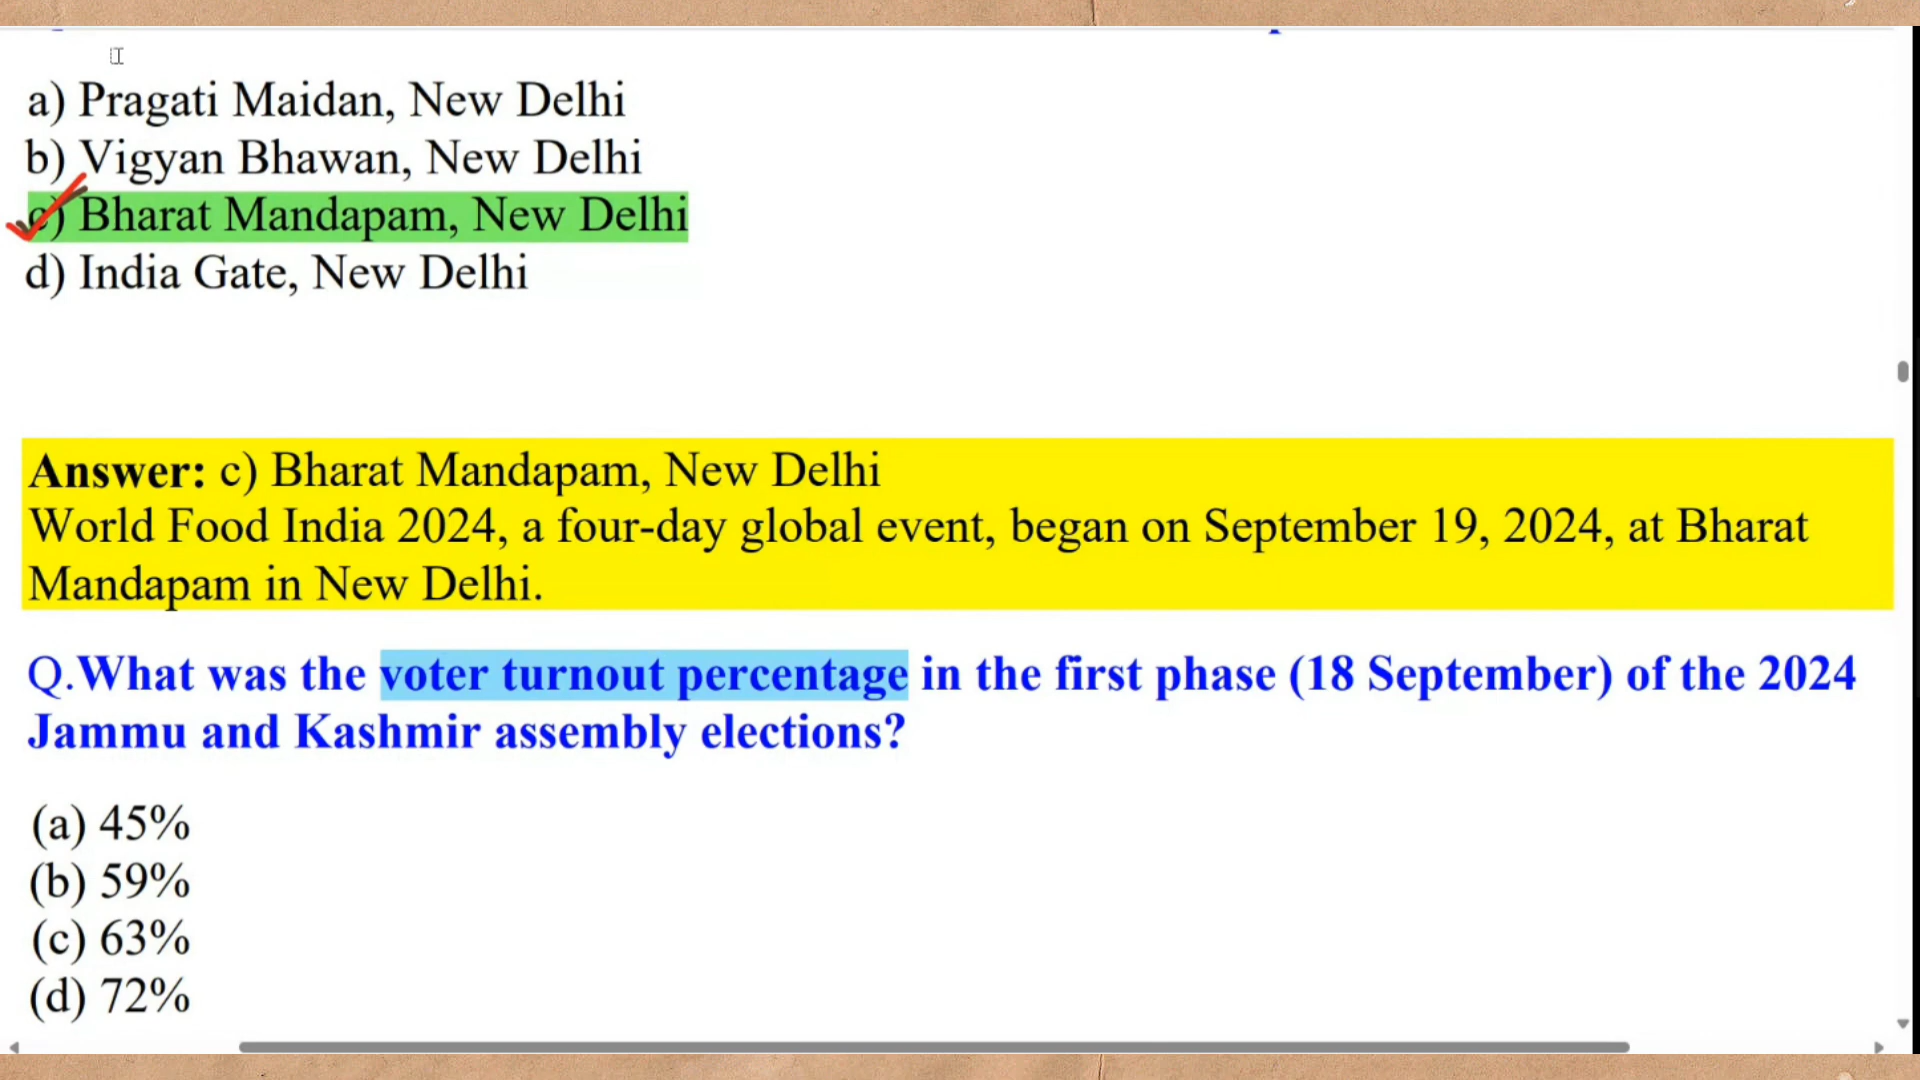 a) Pragati Maidan, New Delhi
b) Vigyan Bhawan, New Delhi
c) Bharat Mandapam, New Delhi
d) India Gate, New Delhi
Answer: c) Bharat Mandapam, New Delhi
World Food India 2024, a four-day global event, began on September 19, 2024, at Bharat
Mandapam in New Delhi.
Q.What was the voter turnout percentage in the first phase (18 September) of the 2024
Jammu and Kashmir assembly elections?
(a) 45%
(b) 59%
(c) 63%
(d) 72%